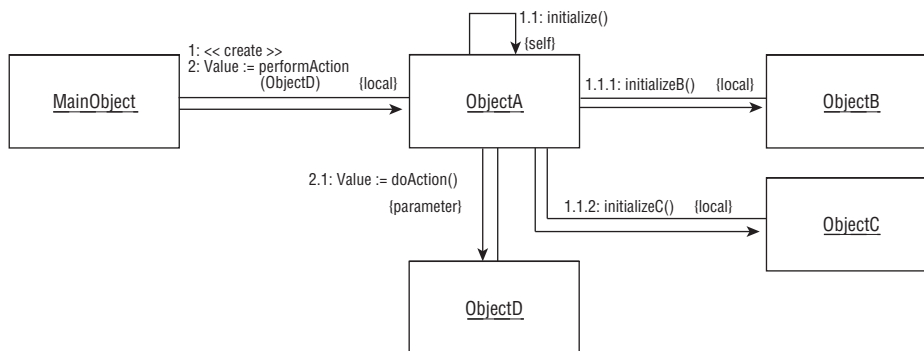 1.1: initialize()
{self}
1: << create >>
2: Value := performAction
(ObjectD)
{local}
MainObject
ObjectA
1.1.1: initializeB()
{local}
ObjectB
2.1: Value := doAction()
{parameter}
1.1.2: initializeC()
{local}
ObjectC
ObjectD